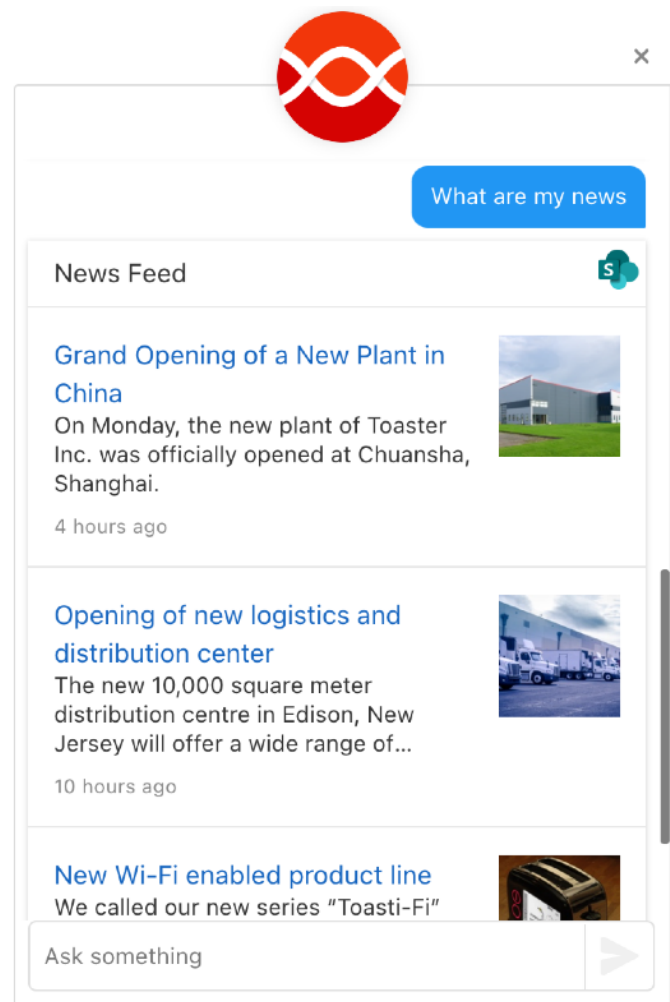 What are my news
News Feed
S
Grand Opening of a New Plant in
China
On Monday, the new plant of Toaster
Inc. was officially opened at Chuansha,
Shanghai.
4 hours ago
Opening of new logistics and
distribution center
The new 10,000 square meter
distribution centre in Edison, New
Jersey will offer a wide range of...
10 hours ago
New Wi-Fi enabled product line
We called our new series “Toasti-Fi”
Ask something